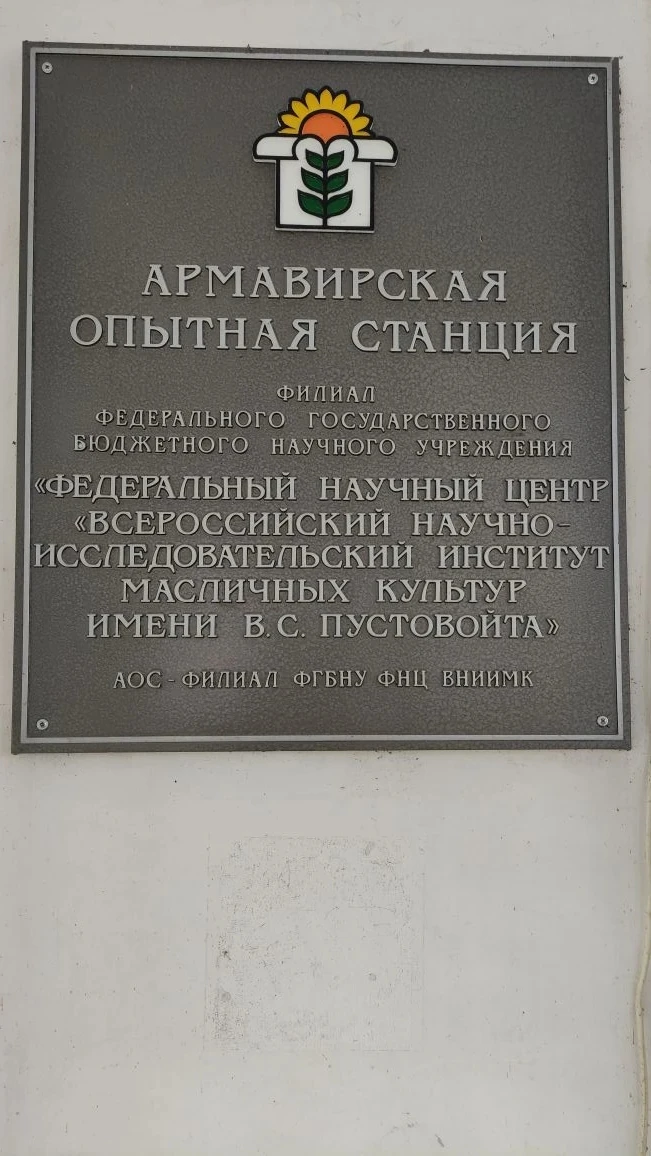 АРМАВИРСКАЯ
ОПЫТНАЯ СТАНЦИЯ
ФИЛИАЛ
ФЕДЕРАЛЬНОГО ГОСУДАРСТВЕННОГО
БЮДЖЕТНОГО НАУЧНОГО УЧРЕЖДЕНИЯ
«ФЕДЕРАЛЬНЫЙ НАУЧНЫЙ ЦЕНТР
«ВСЕРОССИЙСКИЙ НАУЧНО-
ИССЛЕДОВАТЕЛЬСКИЙ ИНСТИТУТ
МАСЛИЧНЫХ КУЛЬТУР
ИМЕНИ В.С. ПУСТОВОЙТА»
АОС - ФИЛИАЛ ФГБНУ ФНЦ ВНИИМК